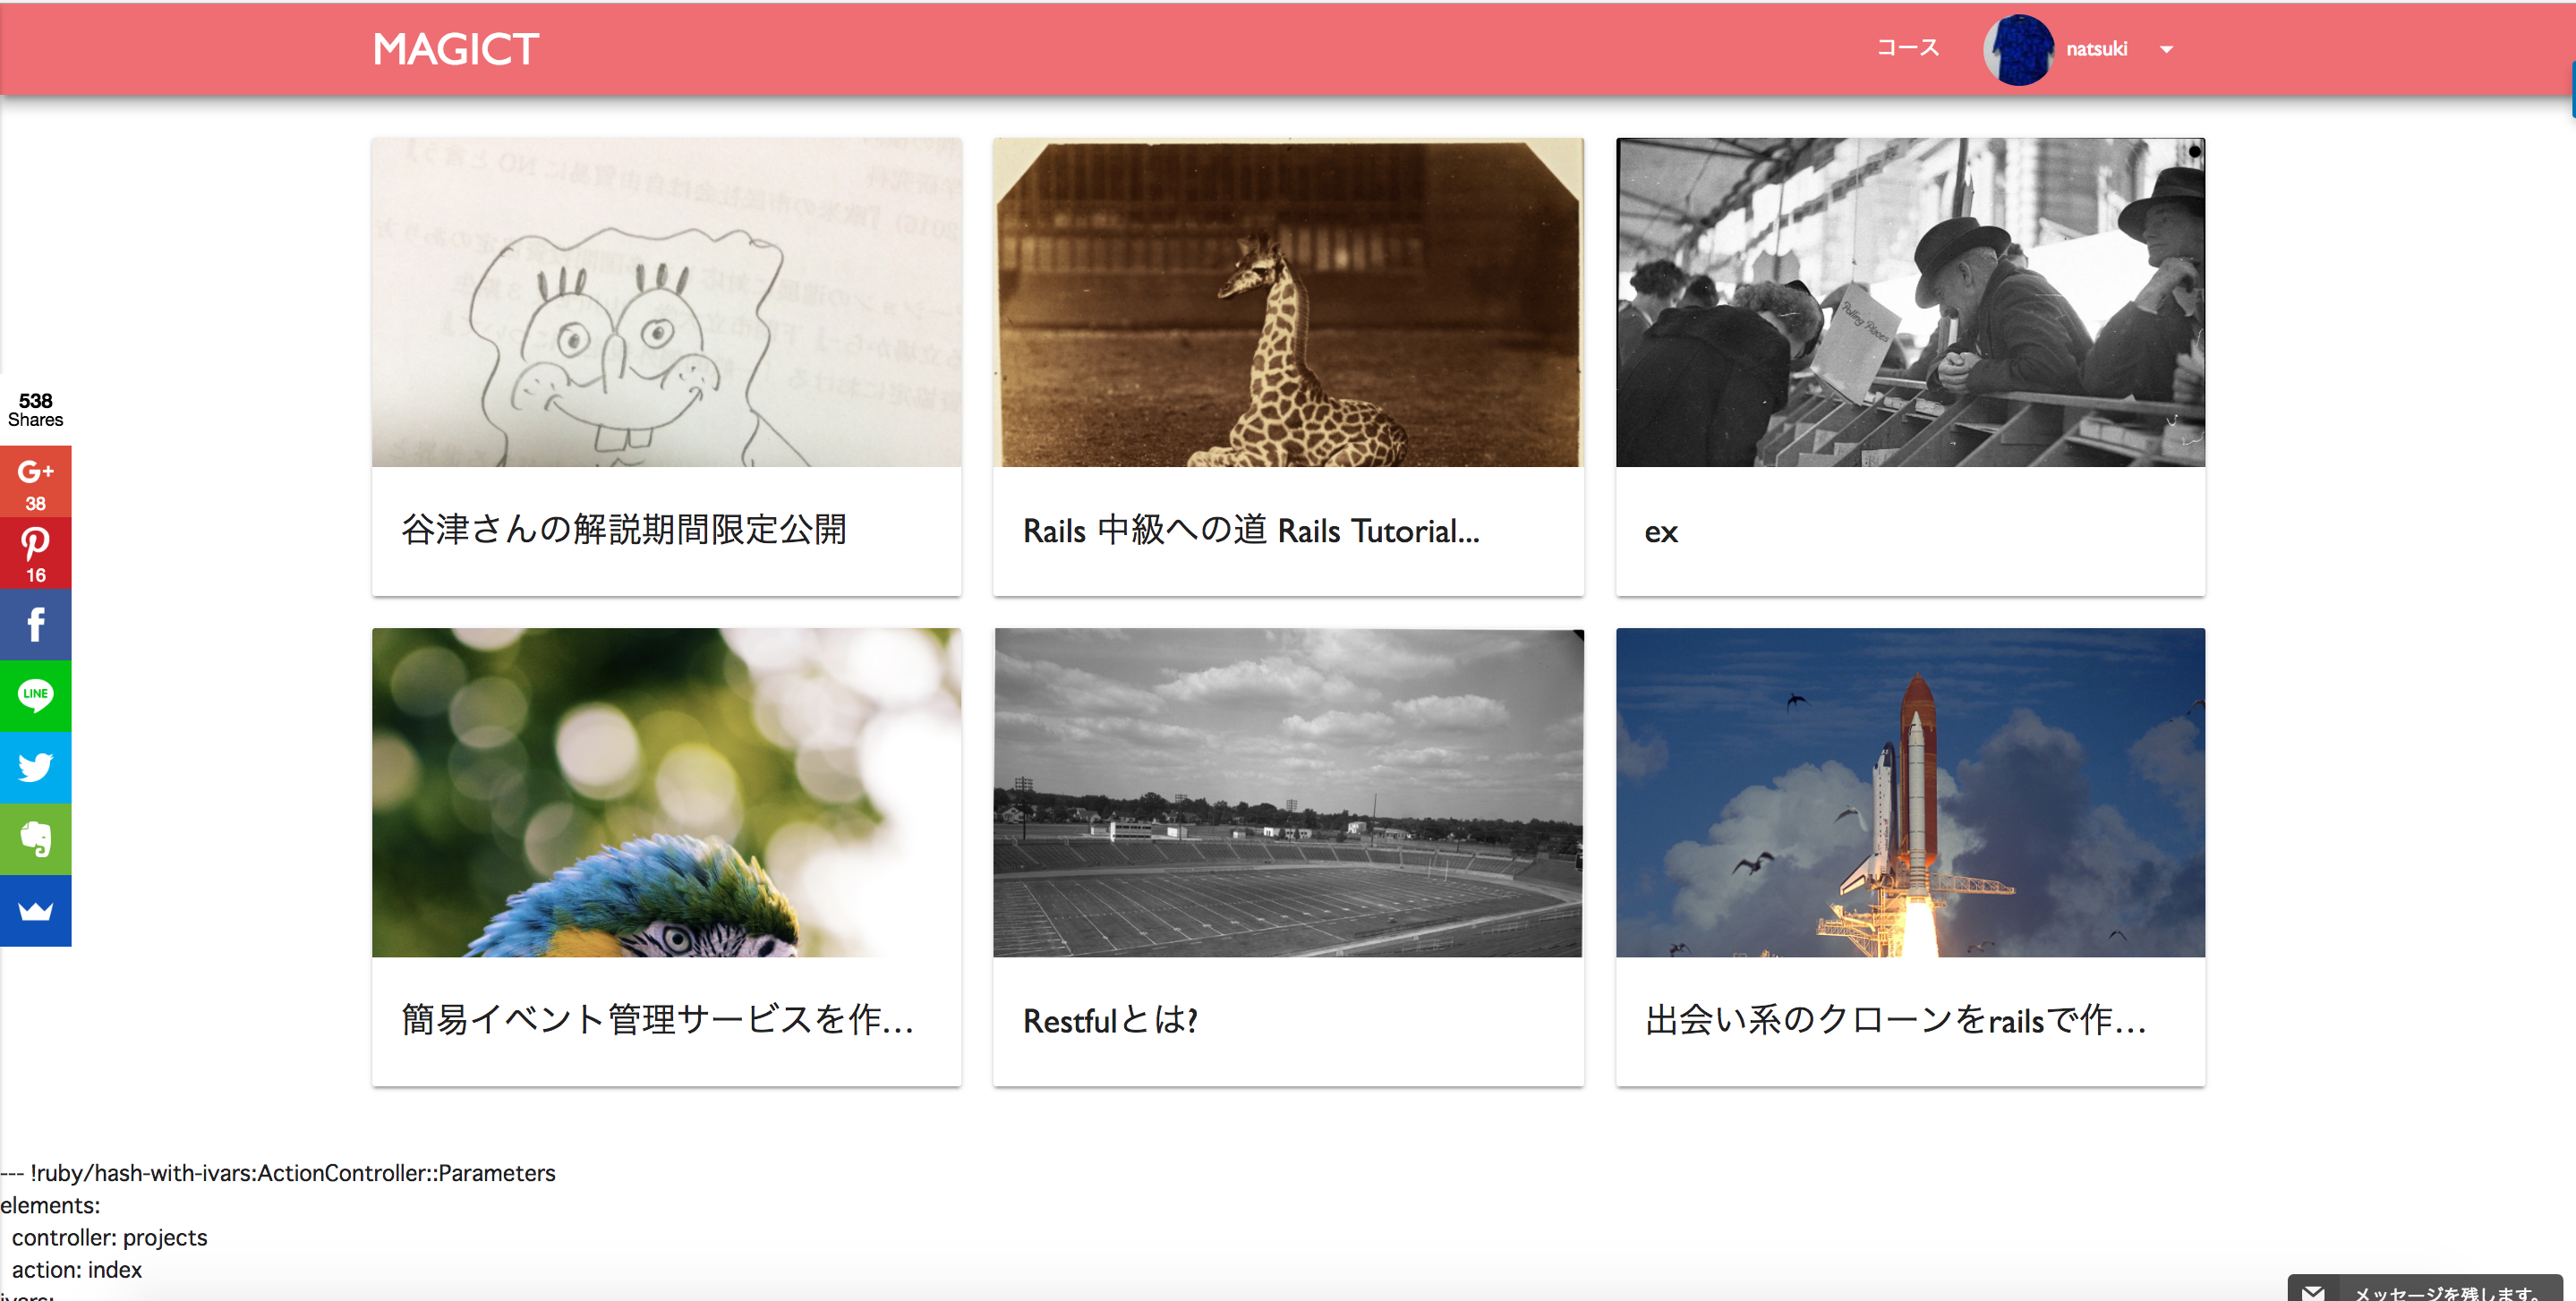 MAGICT
コース
natsuki
538
Shares
G+
38
16
f
LINE
Polling Places
谷津さんの解説期間限定公開
Rails 中級への道 Rails Tutorial...
ex
簡易イベント管理サービスを作...
Restfulとは?
出会い系のクローンをrailsで作...
--- !ruby/hash-with-ivars:ActionController::Parameters
elements:
controller: projects
action: index
ivars:
メッセージを残します。